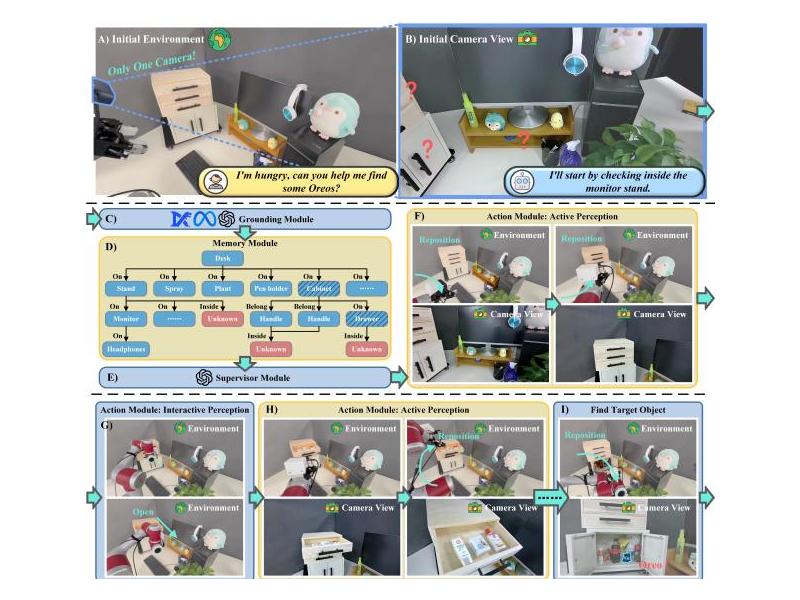 A) Initial Environment
Only One Camera!
I'm hungry, can you help me find
some Oreos?
B) Initial Camera View
?
?
?
I'll start by checking inside the
monitor stand.
C) Grounding Module
D) Memory Module
Desk
On On On On On On
Stand Spray Plant Pen holder Cabinet ......
On On Inside Belong Belong On
Monitor ...... Unknown Handle Handle Drawer
On Inside Inside
Headphones Unknown Unknown
E) Supervisor Module
F) Action Module: Active Perception
Reposition Environment
Reposition Environment
Camera View
Camera View
Action Module: Interactive Perception
G) Environment
Open Environment
H) Action Module: Active Perception
Environment
Reposition Environment
Camera View
Camera View
......
I) Find Target Object
Reposition Environment
Camera View
Oreo